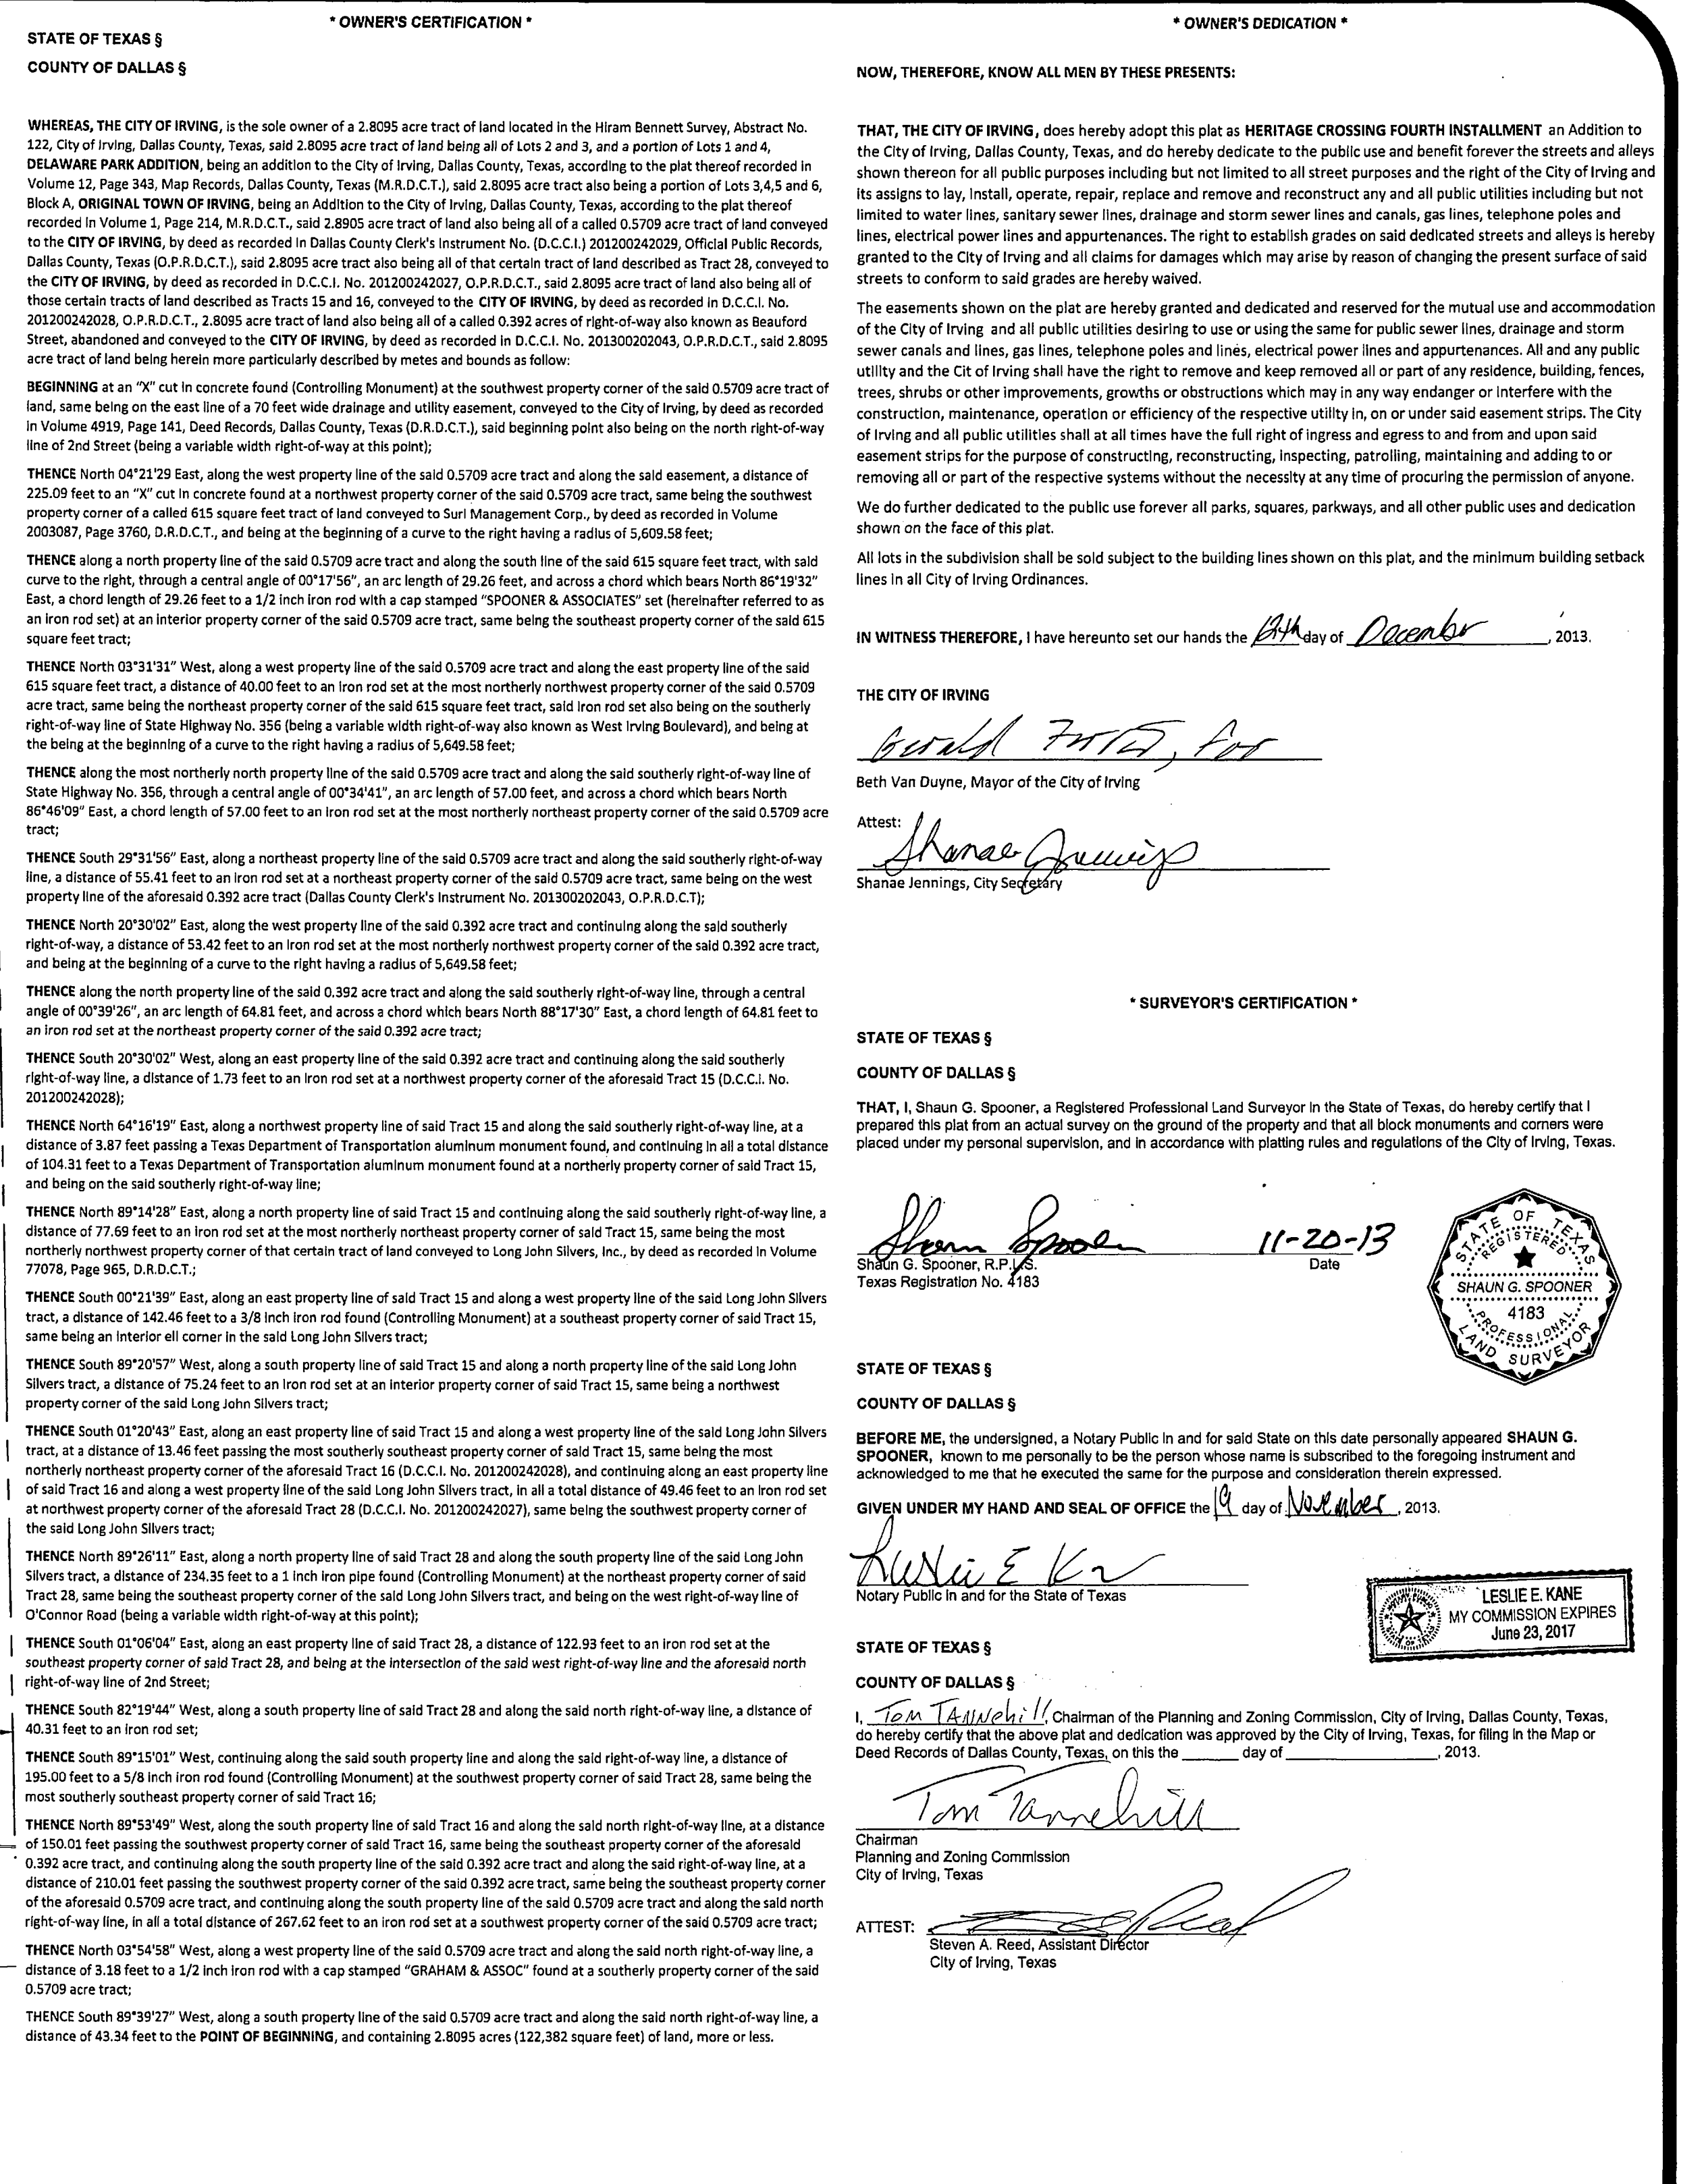 * OWNER'S CERTIFICATION *
STATE OF TEXAS §
COUNTY OF DALLAS §
WHEREAS, THE CITY OF IRVING, is the sole owner of a 2.8095 acre tract of land located in the Hiram Bennett Survey, Abstract No.
122, City of Irving, Dallas County, Texas, said 2.8095 acre tract of land being all of Lots 2 and 3, and a portion of Lots 1 and 4,
DELAWARE PARK ADDITION, being an addition to the City of Irving, Dallas County, Texas, according to the plat thereof recorded in
Volume 12, Page 343, Map Records, Dallas County, Texas (M.R.D.C.T.), said 2.8095 acre tract also being a portion of Lots 3,4,5 and 6,
Block A, ORIGINAL TOWN OF IRVING, being an Addition to the City of Irving, Dallas County, Texas, according to the plat thereof
recorded in Volume 1, Page 214, M.R.D.C.T., said 2.8905 acre tract of land also being all of a called 0.5709 acre tract of land conveyed
to the CITY OF IRVING, by deed as recorded in Dallas County Clerk's Instrument No. (D.C.C.I.) 201200242029, Official Public Records,
Dallas County, Texas (O.P.R.D.C.T.), said 2.8095 acre tract also being all of that certain tract of land described as Tract 28, conveyed to
the CITY OF IRVING, by deed as recorded in D.C.C.I. No. 201200242027, O.P.R.D.C.T., said 2.8095 acre tract of land also being all of
those certain tracts of land described as Tracts 15 and 16, conveyed to the CITY OF IRVING, by deed as recorded in D.C.C.I. No.
201200242028, O.P.R.D.C.T., 2.8095 acre tract of land also being all of a called 0.392 acres of right-of-way also known as Beauford
Street, abandoned and conveyed to the CITY OF IRVING, by deed as recorded in D.C.C.I. No. 201300202043, O.P.R.D.C.T., said 2.8095
acre tract of land being herein more particularly described by metes and bounds as follow:
BEGINNING at an "X" cut in concrete found (Controlling Monument) at the southwest property corner of the said 0.5709 acre tract of
land, same being on the east line of a 70 feet wide drainage and utility easement, conveyed to the City of Irving, by deed as recorded
in Volume 4919, Page 141, Deed Records, Dallas County, Texas (D.R.D.C.T.), said beginning point also being on the north right-of-way
line of 2nd Street (being a variable width right-of-way at this point);
THENCE North 04°21'29 East, along the west property line of the said 0.5709 acre tract and along the said easement, a distance of
225.09 feet to an "X" cut in concrete found at a northwest property corner of the said 0.5709 acre tract, same being the southwest
property corner of a called 615 square feet tract of land conveyed to Surl Management Corp., by deed as recorded in Volume
2003087, Page 3760, D.R.D.C.T., and being at the beginning of a curve to the right having a radius of 5,609.58 feet;
THENCE along a north property line of the said 0.5709 acre tract and along the south line of the said 615 square feet tract, with said
curve to the right, through a central angle of 00°17'56", an arc length of 29.26 feet, and across a chord which bears North 86°19'32"
East, a chord length of 29.26 feet to a 1/2 inch iron rod with a cap stamped "SPOONER & ASSOCIATES" set (hereinafter referred to as
an iron rod set) at an interior property corner of the said 0.5709 acre tract, same being the southeast property corner of the said 615
square feet tract;
THENCE North 03°31'31" West, along a west property line of the said 0.5709 acre tract and along the east property line of the said
615 square feet tract, a distance of 40.00 feet to an iron rod set at the most northerly northwest property corner of the said 0.5709
acre tract, same being the northeast property corner of the said 615 square feet tract, said iron rod set also being on the southerly
right-of-way line of State Highway No. 356 (being a variable width right-of-way also known as West Irving Boulevard), and being at
the being at the beginning of a curve to the right having a radius of 5,649.58 feet;
THENCE along the most northerly north property line of the said 0.5709 acre tract and along the said southerly right-of-way line of
State Highway No. 356, through a central angle of 00°34'41", an arc length of 57.00 feet, and across a chord which bears North
86°46'09" East, a chord length of 57.00 feet to an iron rod set at the most northerly northeast property corner of the said 0.5709 acre
tract;
THENCE South 29°31'56" East, along a northeast property line of the said 0.5709 acre tract and along the said southerly right-of-way
line, a distance of 55.41 feet to an iron rod set at a northeast property corner of the said 0.5709 acre tract, same being on the west
property line of the aforesaid 0.392 acre tract (Dallas County Clerk's Instrument No. 201300202043, O.P.R.D.C.T);
THENCE North 20°30'02" East, along the west property line of the said 0.392 acre tract and continuing along the said southerly
right-of-way, a distance of 53.42 feet to an iron rod set at the most northerly northwest property corner of the said 0.392 acre tract,
and being at the beginning of a curve to the right having a radius of 5,649.58 feet;
THENCE along the north property line of the said 0.392 acre tract and along the said southerly right-of-way line, through a central
angle of 00°39'26", an arc length of 64.81 feet, and across a chord which bears North 88°17'30" East, a chord length of 64.81 feet to
an iron rod set at the northeast property corner of the said 0.392 acre tract;
THENCE South 20°30'02" West, along an east property line of the said 0.392 acre tract and continuing along the said southerly
right-of-way line, a distance of 1.73 feet to an iron rod set at a northwest property corner of the aforesaid Tract 15 (D.C.C.I. No.
201200242028);
THENCE North 64°16'19" East, along a northwest property line of said Tract 15 and along the said southerly right-of-way line, at a
distance of 3.87 feet passing a Texas Department of Transportation aluminum monument found, and continuing in all a total distance
of 104.31 feet to a Texas Department of Transportation aluminum monument found at a northerly property corner of said Tract 15,
and being on the said southerly right-of-way line;
THENCE North 89°14'28" East, along a north property line of said Tract 15 and continuing along the said southerly right-of-way line, a
distance of 77.69 feet to an iron rod set at the most northerly northeast property corner of said Tract 15, same being the most
northerly northwest property corner of that certain tract of land conveyed to Long John Silvers, Inc., by deed as recorded in Volume
77078, Page 965, D.R.D.C.T.;
THENCE South 00°21'39" East, along an east property line of said Tract 15 and along a west property line of the said Long John Silvers
tract, a distance of 142.46 feet to a 3/8 inch iron rod found (Controlling Monument) at a southeast property corner of said Tract 15,
same being an interior ell corner in the said Long John Silvers tract;
THENCE South 89°20'57" West, along a south property line of said Tract 15 and along a north property line of the said Long John
Silvers tract, a distance of 75.24 feet to an iron rod set at an interior property corner of said Tract 15, same being a northwest
property corner of the said Long John Silvers tract;
THENCE South 01°20'43" East, along an east property line of said Tract 15 and along a west property line of the said Long John Silvers
tract, at a distance of 13.46 feet passing the most southerly southeast property corner of said Tract 15, same being the most
northerly northeast property corner of the aforesaid Tract 16 (D.C.C.I. No. 201200242028), and continuing along an east property line
of said Tract 16 and along a west property line of the said Long John Silvers tract, in all a total distance of 49.46 feet to an iron rod set
at northwest property corner of the aforesaid Tract 28 (D.C.C.I. No. 201200242027), same being the southwest property corner of
the said Long John Silvers tract;
THENCE North 89°26'11" East, along a north property line of said Tract 28 and along the south property line of the said Long John
Silvers tract, a distance of 234.35 feet to a 1 inch iron pipe found (Controlling Monument) at the northeast property corner of said
Tract 28, same being the southeast property corner of the said Long John Silvers tract, and being on the west right-of-way line of
O'Connor Road (being a variable width right-of-way at this point);
THENCE South 01°06'04" East, along an east property line of said Tract 28, a distance of 122.93 feet to an iron rod set at the
southeast property corner of said Tract 28, and being at the intersection of the said west right-of-way line and the aforesaid north
right-of-way line of 2nd Street;
THENCE South 82°19'44" West, along a south property line of said Tract 28 and along the said north right-of-way line, a distance of
40.31 feet to an iron rod set;
THENCE South 89°15'01" West, continuing along the said south property line and along the said right-of-way line, a distance of
195.00 feet to a 5/8 inch iron rod found (Controlling Monument) at the southwest property corner of said Tract 28, same being the
most southerly southeast property corner of said Tract 16;
THENCE North 89°53'49" West, along the south property line of said Tract 16 and along the said north right-of-way line, at a distance
of 150.01 feet passing the southwest property corner of said Tract 16, same being the southeast property corner of the aforesaid
0.392 acre tract, and continuing along the south property line of the said 0.392 acre tract and along the said right-of-way line, at a
distance of 210.01 feet passing the southwest property corner of the said 0.392 acre tract, same being the southeast property corner
of the aforesaid 0.5709 acre tract, and continuing along the south property line of the said 0.5709 acre tract and along the said north
right-of-way line, in all a total distance of 267.62 feet to an iron rod set at a southwest property corner of the said 0.5709 acre tract;
THENCE North 03°54'58" West, along a west property line of the said 0.5709 acre tract and along the said north right-of-way line, a
distance of 3.18 feet to a 1/2 inch iron rod with a cap stamped "GRAHAM & ASSOC" found at a southerly property corner of the said
0.5709 acre tract;
THENCE South 89°39'27" West, along a south property line of the said 0.5709 acre tract and along the said north right-of-way line, a
distance of 43.34 feet to the POINT OF BEGINNING, and containing 2.8095 acres (122,382 square feet) of land, more or less.
* OWNER'S DEDICATION *
NOW, THEREFORE, KNOW ALL MEN BY THESE PRESENTS:
THAT, THE CITY OF IRVING, does hereby adopt this plat as HERITAGE CROSSING FOURTH INSTALLMENT an Addition to
the City of Irving, Dallas County, Texas, and do hereby dedicate to the public use and benefit forever the streets and alleys
shown thereon for all public purposes including but not limited to all street purposes and the right of the City of Irving and
its assigns to lay, install, operate, repair, replace and remove and reconstruct any and all public utilities including but not
limited to water lines, sanitary sewer lines, drainage and storm sewer lines and canals, gas lines, telephone poles and
lines, electrical power lines and appurtenances. The right to establish grades on said dedicated streets and alleys is hereby
granted to the City of Irving and all claims for damages which may arise by reason of changing the present surface of said
streets to conform to said grades are hereby waived.
The easements shown on the plat are hereby granted and dedicated and reserved for the mutual use and accommodation
of the City of Irving and all public utilities desiring to use or using the same for public sewer lines, drainage and storm
sewer canals and lines, gas lines, telephone poles and lines, electrical power lines and appurtenances. All and any public
utility and the Cit of Irving shall have the right to remove and keep removed all or part of any residence, building, fences,
trees, shrubs or other improvements, growths or obstructions which may in any way endanger or interfere with the
construction, maintenance, operation or efficiency of the respective utility in, on or under said easement strips. The City
of Irving and all public utilities shall at all times have the full right of ingress and egress to and from and upon said
easement strips for the purpose of constructing, reconstructing, inspecting, patrolling, maintaining and adding to or
removing all or part of the respective systems without the necessity at any time of procuring the permission of anyone.
We do further dedicated to the public use forever all parks, squares, parkways, and all other public uses and dedication
shown on the face of this plat.
All lots in the subdivision shall be sold subject to the building lines shown on this plat, and the minimum building setback
lines in all City of Irving Ordinances.
IN WITNESS THEREFORE, I have hereunto set our hands the 12th day of December, 2013.
THE CITY OF IRVING
Gerald for
Beth Van Duyne, Mayor of the City of Irving
Attest:
Shanae Jennings
Shanae Jennings, City Secretary
* SURVEYOR'S CERTIFICATION *
STATE OF TEXAS §
COUNTY OF DALLAS §
THAT, I, Shaun G. Spooner, a Registered Professional Land Surveyor in the State of Texas, do hereby certify that I
prepared this plat from an actual survey on the ground of the property and that all block monuments and corners were
placed under my personal supervision, and in accordance with platting rules and regulations of the City of Irving, Texas.
Shaun Spooner 11-20-13
Shaun G. Spooner, R.P.L.S. Date
Texas Registration No. 4183
STATE OF TEXAS
REGISTERED
SHAUN G. SPOONER
4183
PROFESSIONAL
LAND SURVEYOR
STATE OF TEXAS §
COUNTY OF DALLAS §
BEFORE ME, the undersigned, a Notary Public in and for said State on this date personally appeared SHAUN G.
SPOONER, known to me personally to be the person whose name is subscribed to the foregoing instrument and
acknowledged to me that he executed the same for the purpose and consideration therein expressed.
GIVEN UNDER MY HAND AND SEAL OF OFFICE the 19 day of November, 2013.
Leslie E Kane
Notary Public in and for the State of Texas
LESLIE E. KANE
MY COMMISSION EXPIRES
June 23, 2017
STATE OF TEXAS §
COUNTY OF DALLAS §
I, Tom TANNehill, Chairman of the Planning and Zoning Commission, City of Irving, Dallas County, Texas,
do hereby certify that the above plat and dedication was approved by the City of Irving, Texas, for filing in the Map or
Deed Records of Dallas County, Texas, on this the ______ day of ______________, 2013.
Tom Tannehill
Chairman
Planning and Zoning Commission
City of Irving, Texas
ATTEST: Reed
Steven A. Reed, Assistant Director
City of Irving, Texas